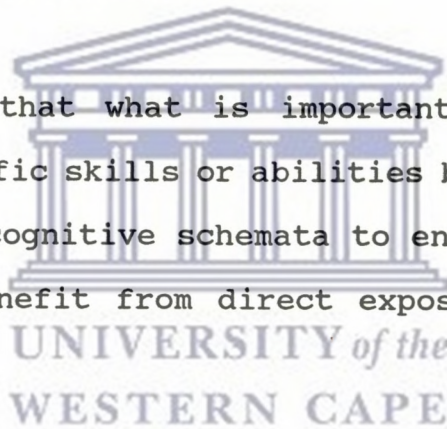 that what is important
fic skills or abilities
cognitive schemata to en
nefit from direct expos
UNIVERSITY of the
WESTERN CAPE